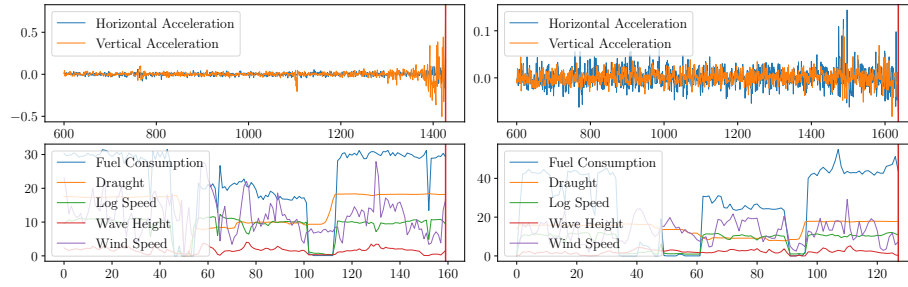 Horizontal Acceleration
Vertical Acceleration
0.5
0.0
−0.5
600
800
1000
1200
1400
Horizontal Acceleration
Vertical Acceleration
0.1
0.0
600
800
1000
1200
1400
1600
Fuel Consumption
Draught
Log Speed
Wave Height
Wind Speed
30
20
10
0
0
20
40
60
80
100
120
140
160
Fuel Consumption
Draught
Log Speed
Wave Height
Wind Speed
40
20
0
0
20
40
60
80
100
120